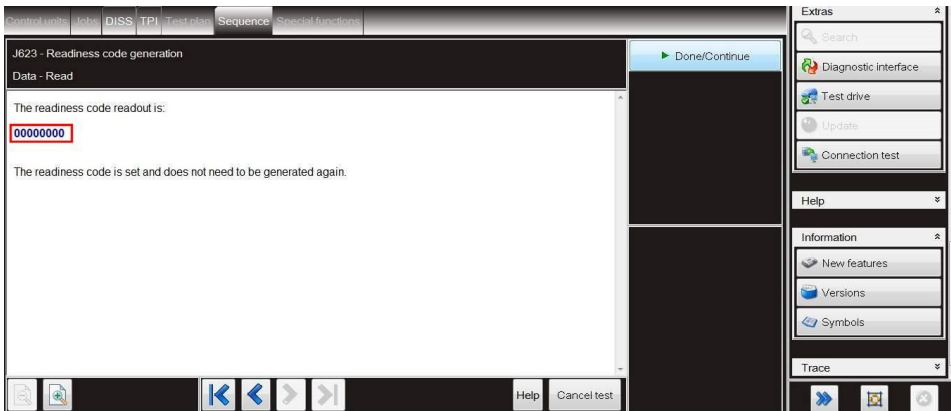 Control units Jobs DISS TPI Test plan Sequence Special functions
J623 - Readiness code generation
Data - Read
The readiness code readout is:
00000000
The readiness code is set and does not need to be generated again.
Done/Continue
Help Cancel test
Extras
Search
Diagnostic interface
Test drive
Update
Connection test
Help
Information
New features
Versions
Symbols
Trace